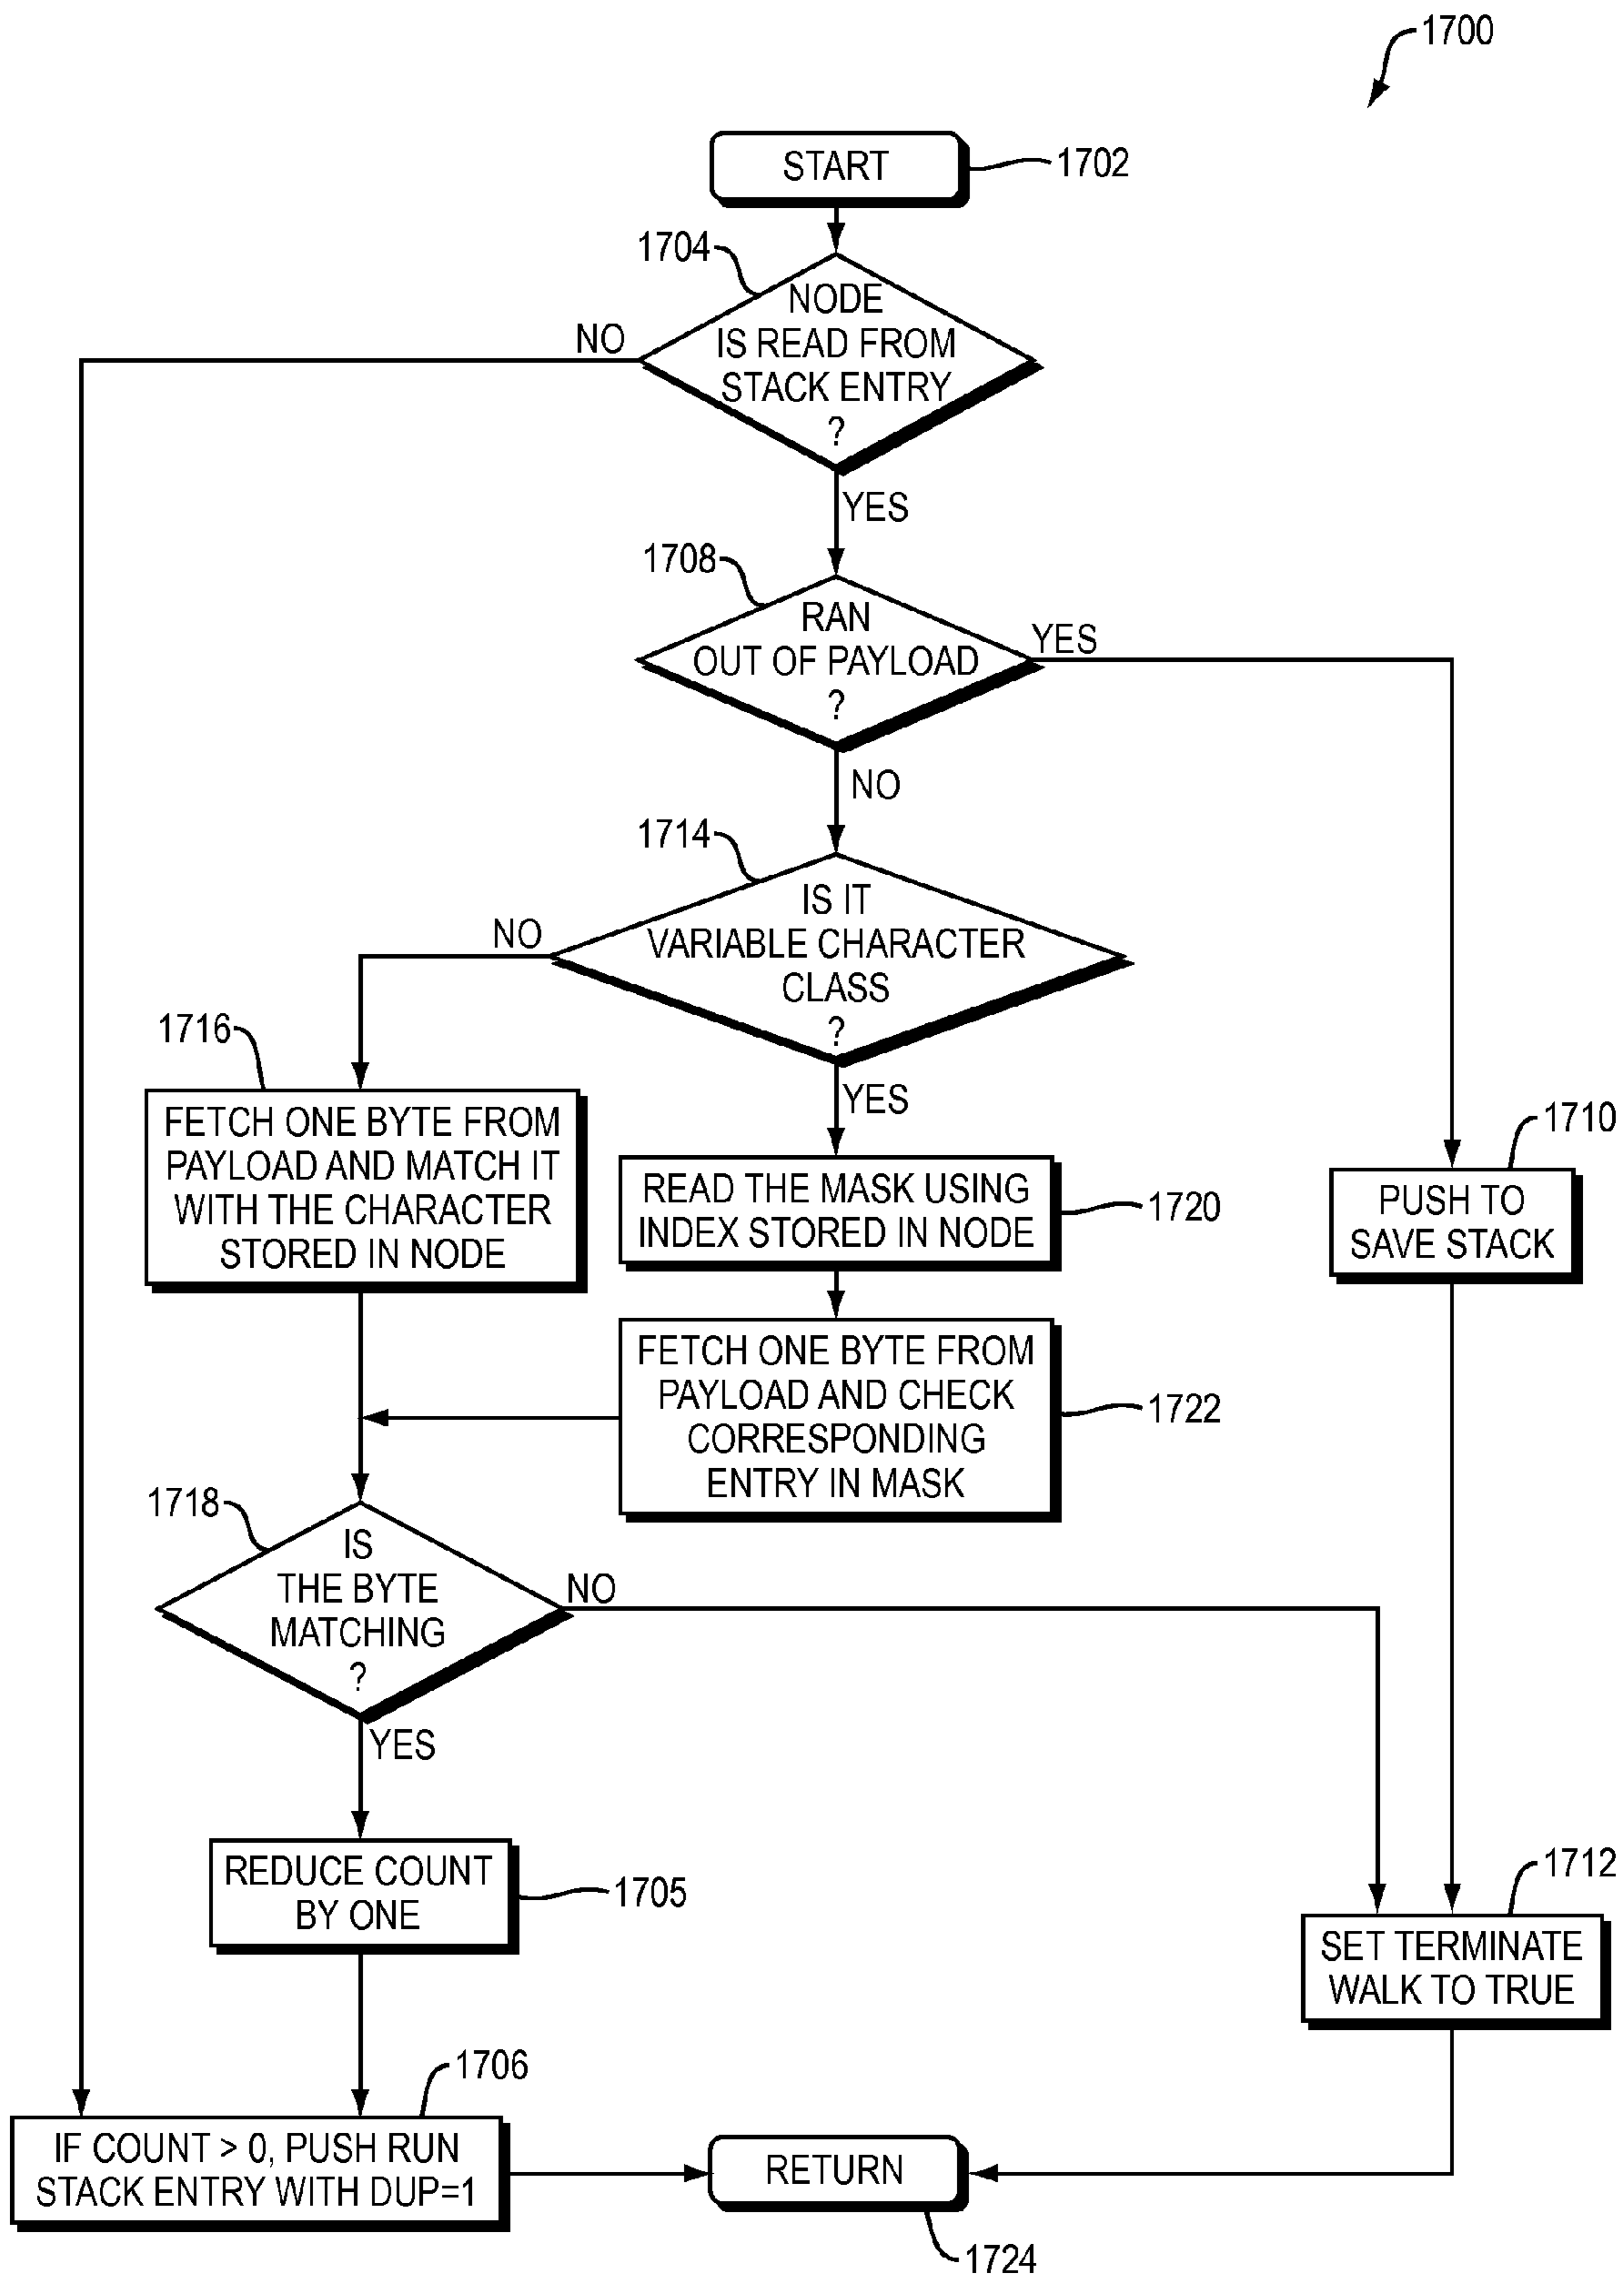 1700
START
1702
1704
NODE
IS READ FROM
STACK ENTRY
?
NO
YES
1708
RAN
OUT OF PAYLOAD
?
YES
NO
1714
IS IT
VARIABLE CHARACTER
CLASS
?
NO
YES
1716
FETCH ONE BYTE FROM
PAYLOAD AND MATCH IT
WITH THE CHARACTER
STORED IN NODE
READ THE MASK USING
INDEX STORED IN NODE
1720
1710
PUSH TO
SAVE STACK
FETCH ONE BYTE FROM
PAYLOAD AND CHECK
CORRESPONDING
ENTRY IN MASK
1722
1718
IS
THE BYTE
MATCHING
?
NO
YES
REDUCE COUNT
BY ONE
1705
1712
SET TERMINATE
WALK TO TRUE
1706
IF COUNT > 0, PUSH RUN
STACK ENTRY WITH DUP=1
RETURN
1724